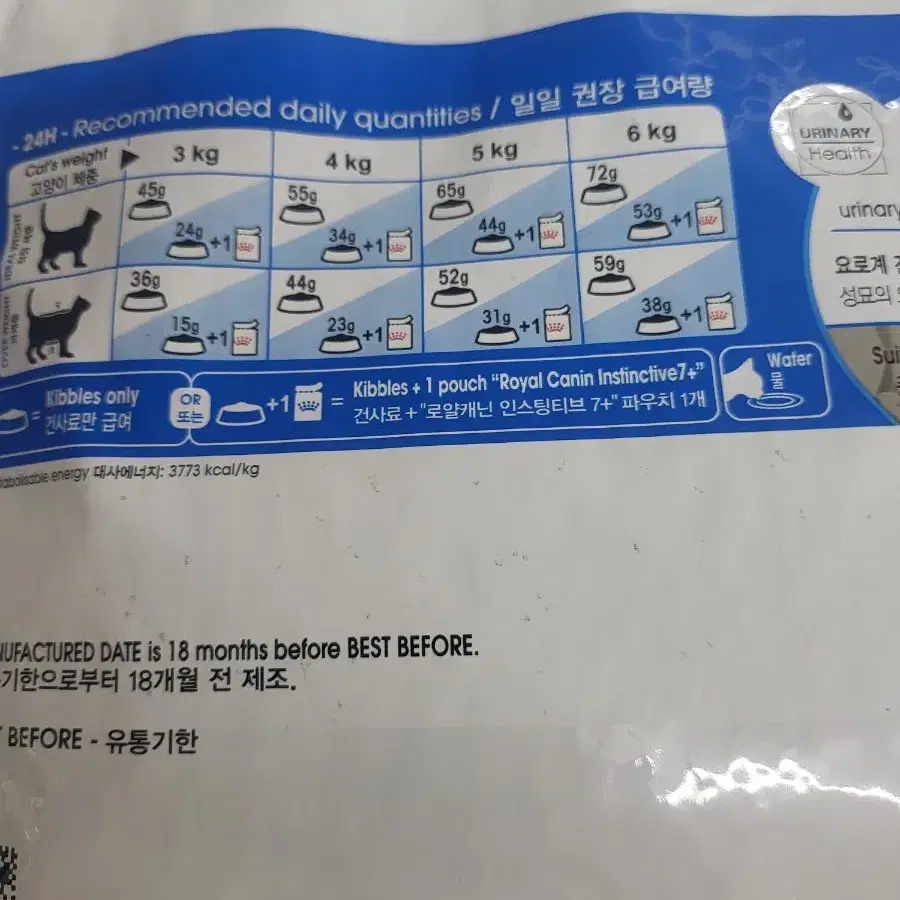 - 24H - Recommended daily quantities / 일일 권장 급여량
Cat's weight
고양이 체중
3 kg
4 kg
5 kg
6 kg
IDEAL WEIGHT
45g
24g +1
55g
34g +1
65g
44g +1
72g
53g +1
OVER WEIGHT
36g
15g +1
44g
23g +1
52g
31g +1
59g
38g +1
= Kibbles only
건사료만 급여
OR
또는
+1 = Kibbles + 1 pouch “Royal Canin Instinctive7+”
건사료 + "로얄캐닌 인스팅티브 7+" 파우치 1개
Water
물
URINARY
Health
urinary
요로계
성묘의
Sui
tabolisable energy 대사에너지: 3773 kcal/kg
NUFACTURED DATE is 18 months before BEST BEFORE.
기한으로부터 18개월 전 제조.
BEFORE - 유통기한